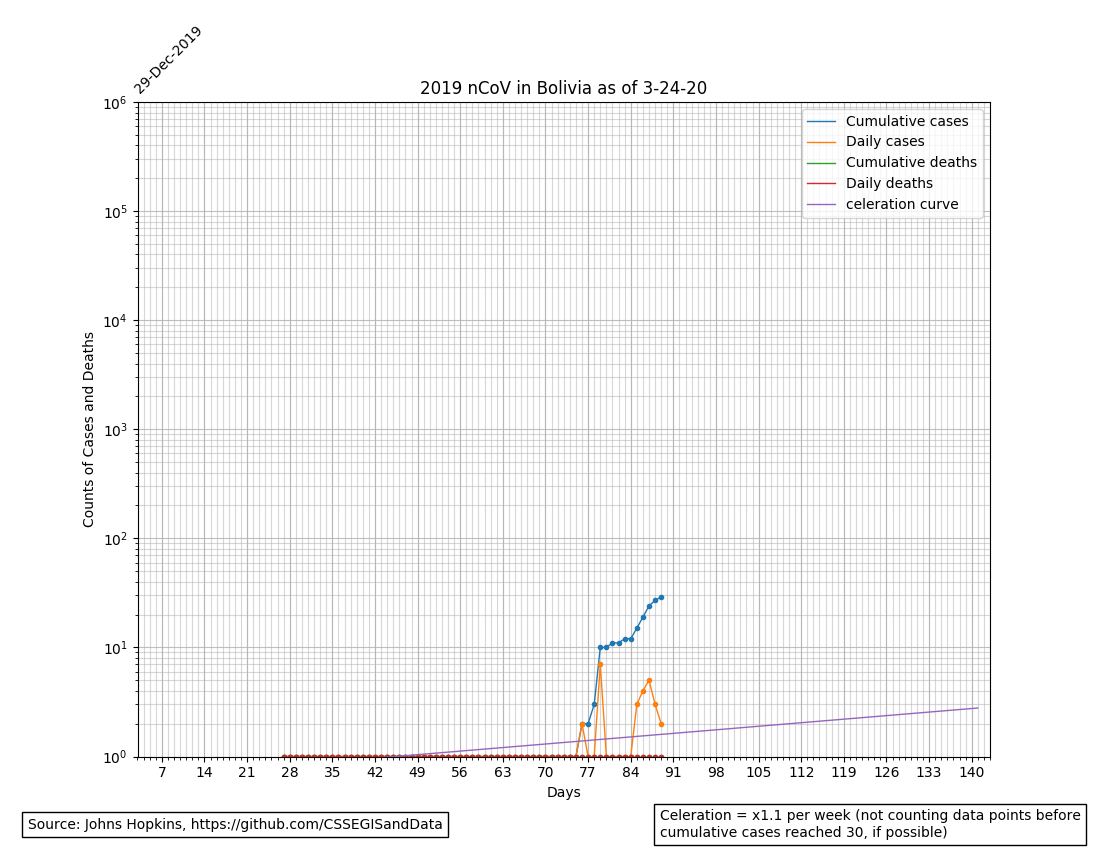 29-Dec-2019
2019 nCoV in Bolivia as of 3-24-20
Cumulative cases
Daily cases
Cumulative deaths
Daily deaths
celeration curve
Counts of Cases and Deaths
10^6
10^5
10^4
10^3
10^2
10^1
10^0
7 14 21 28 35 42 49 56 63 70 77 84 91 98 105 112 119 126 133 140
Days
Source: Johns Hopkins, https://github.com/CSSEGISandData
Celeration = x1.1 per week (not counting data points before
cumulative cases reached 30, if possible)